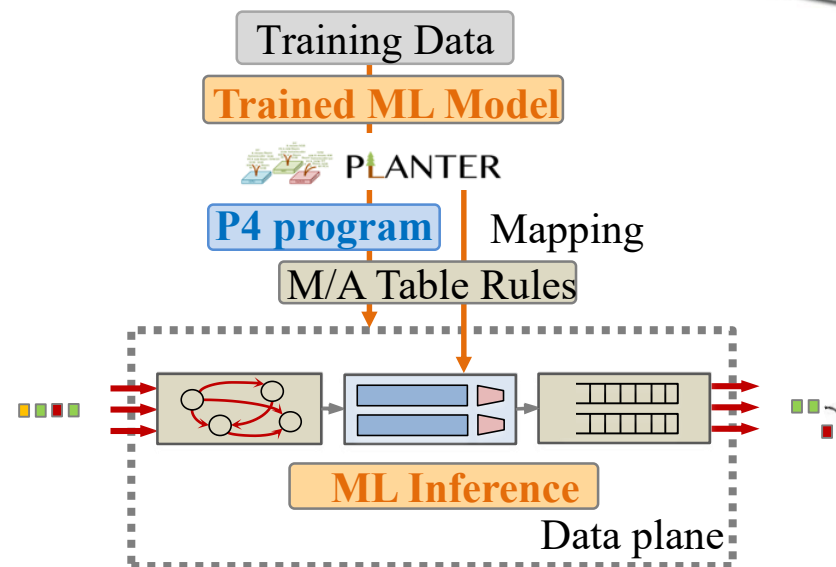 Training Data
Trained ML Model
PLANTER
P4 program
Mapping
M/A Table Rules
ML Inference
Data plane